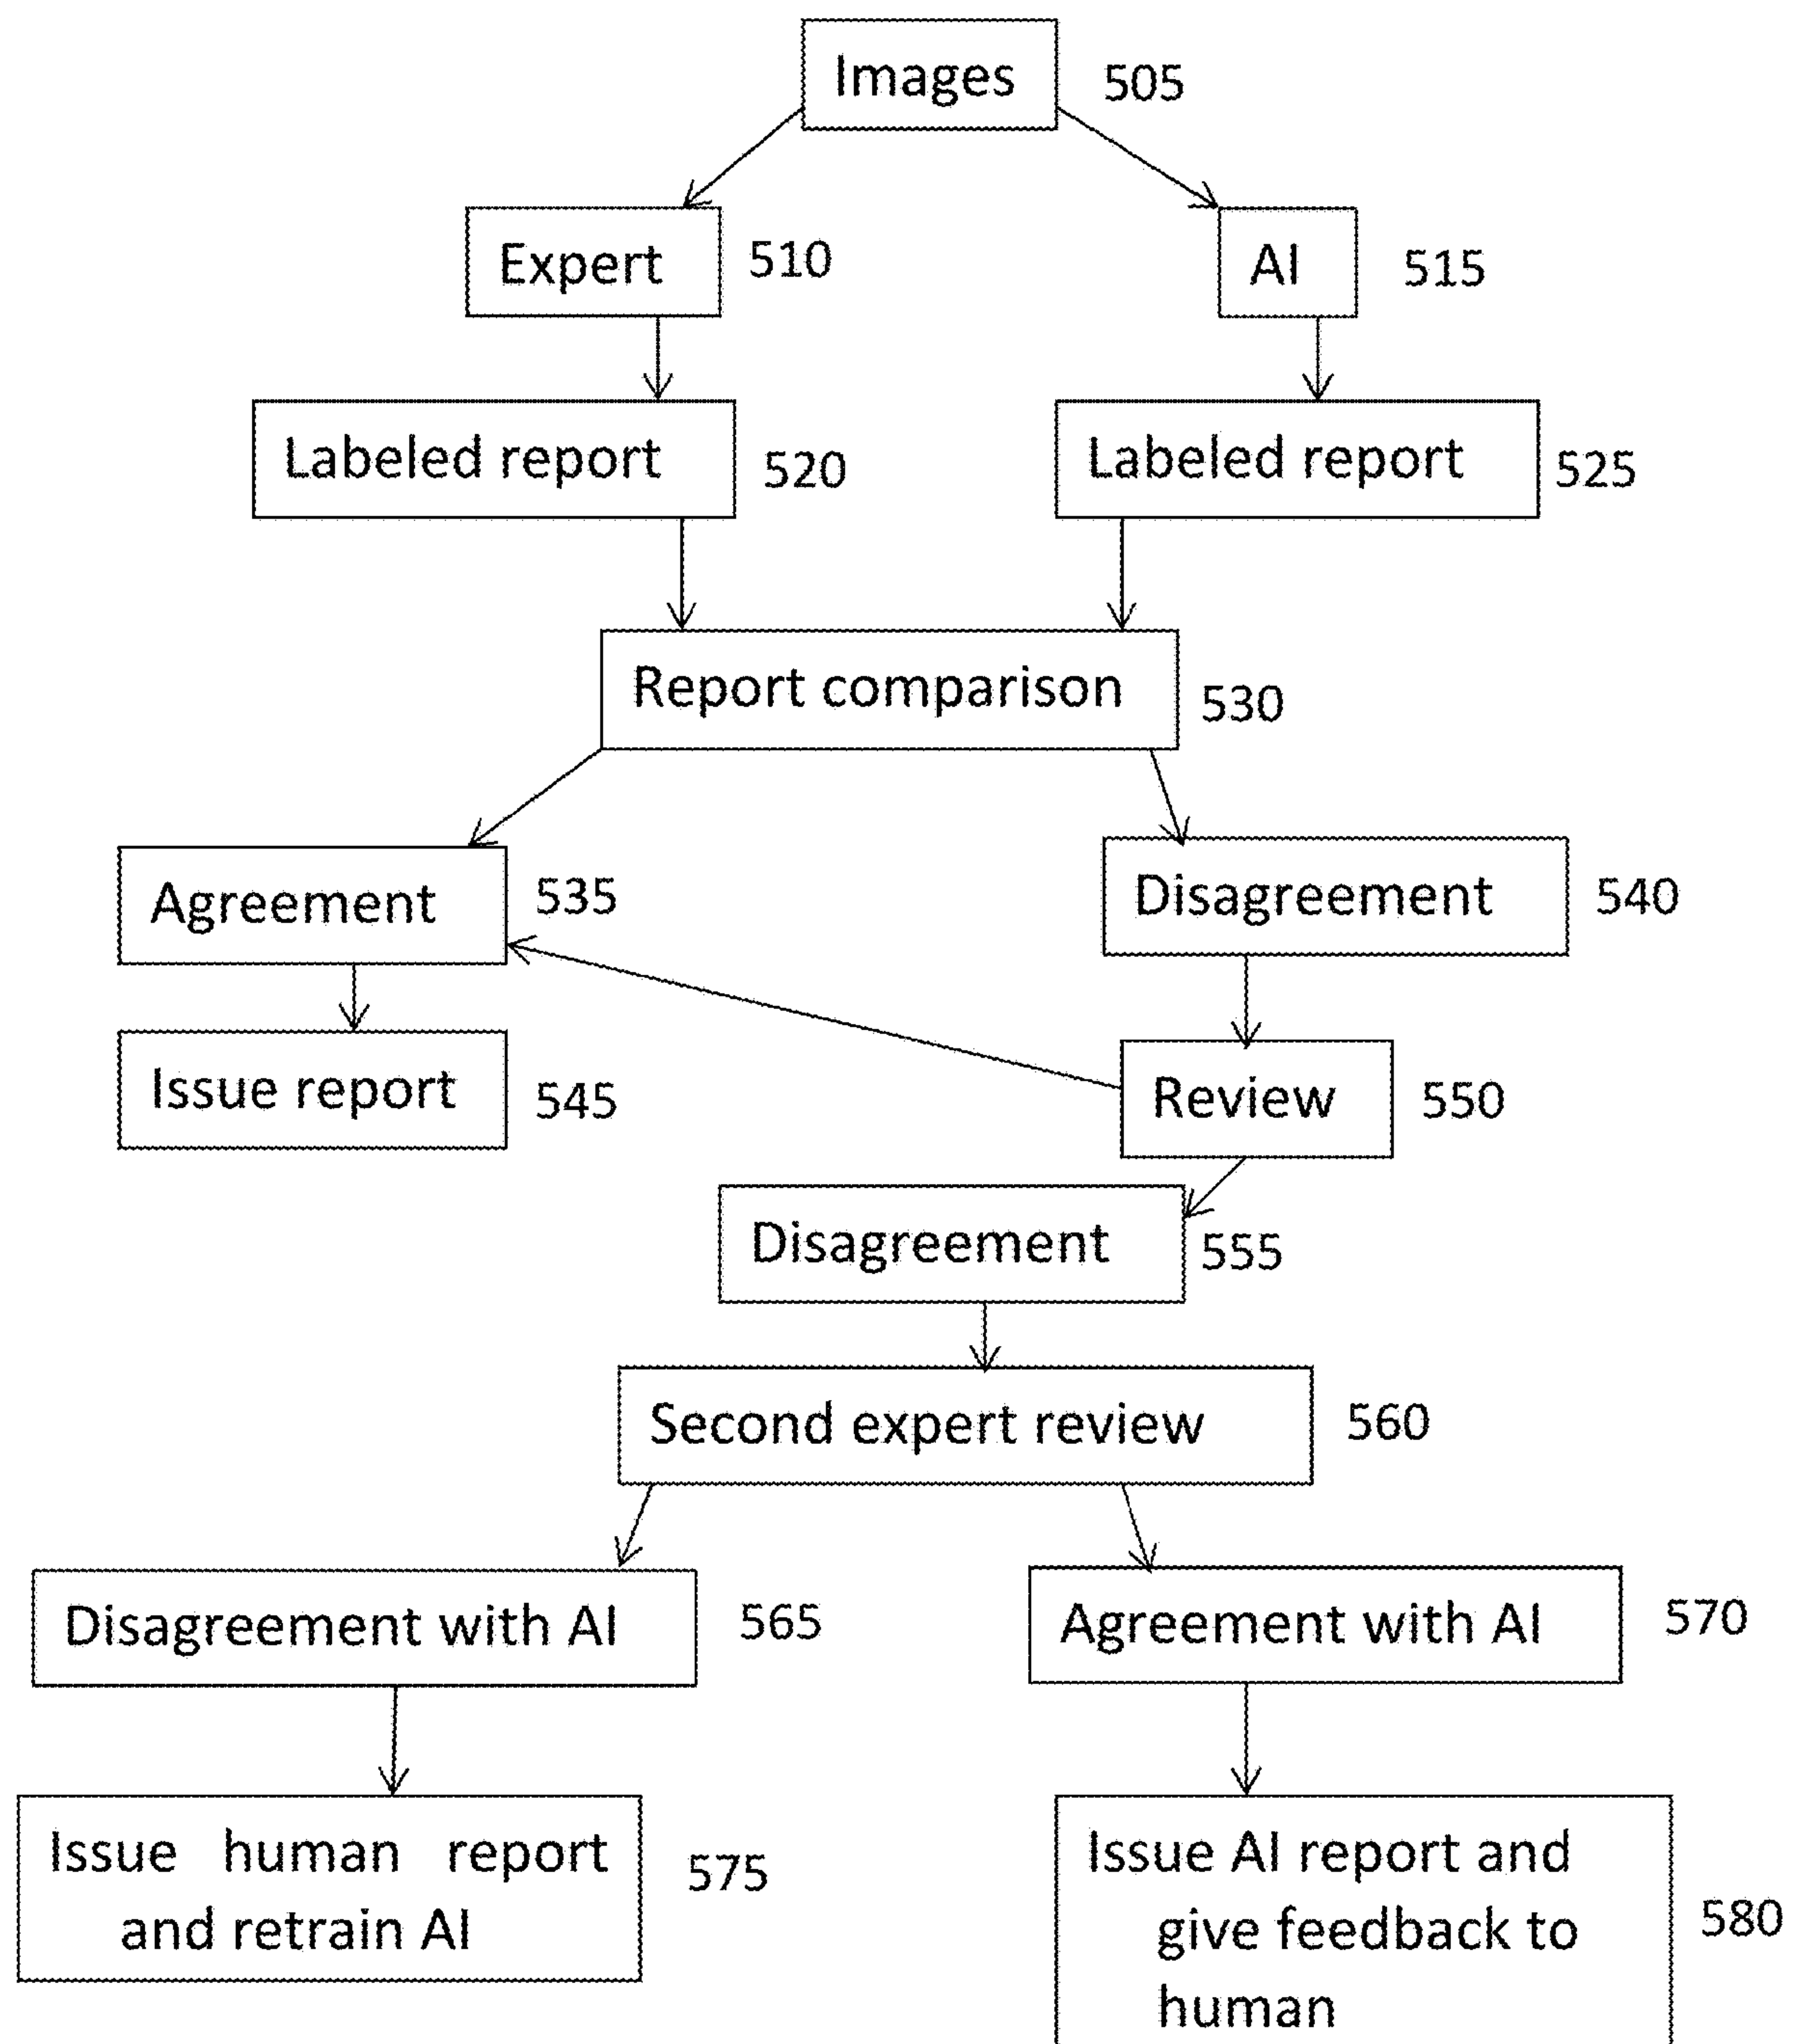 Images 505
Expert 510
AI 515
Labeled report 520
Labeled report 525
Report comparison 530
Agreement 535
Disagreement 540
Issue report 545
Review 550
Disagreement 555
Second expert review 560
Disagreement with AI 565
Agreement with AI 570
Issue human report
and retrain AI
575
Issue AI report and
give feedback to
human
580